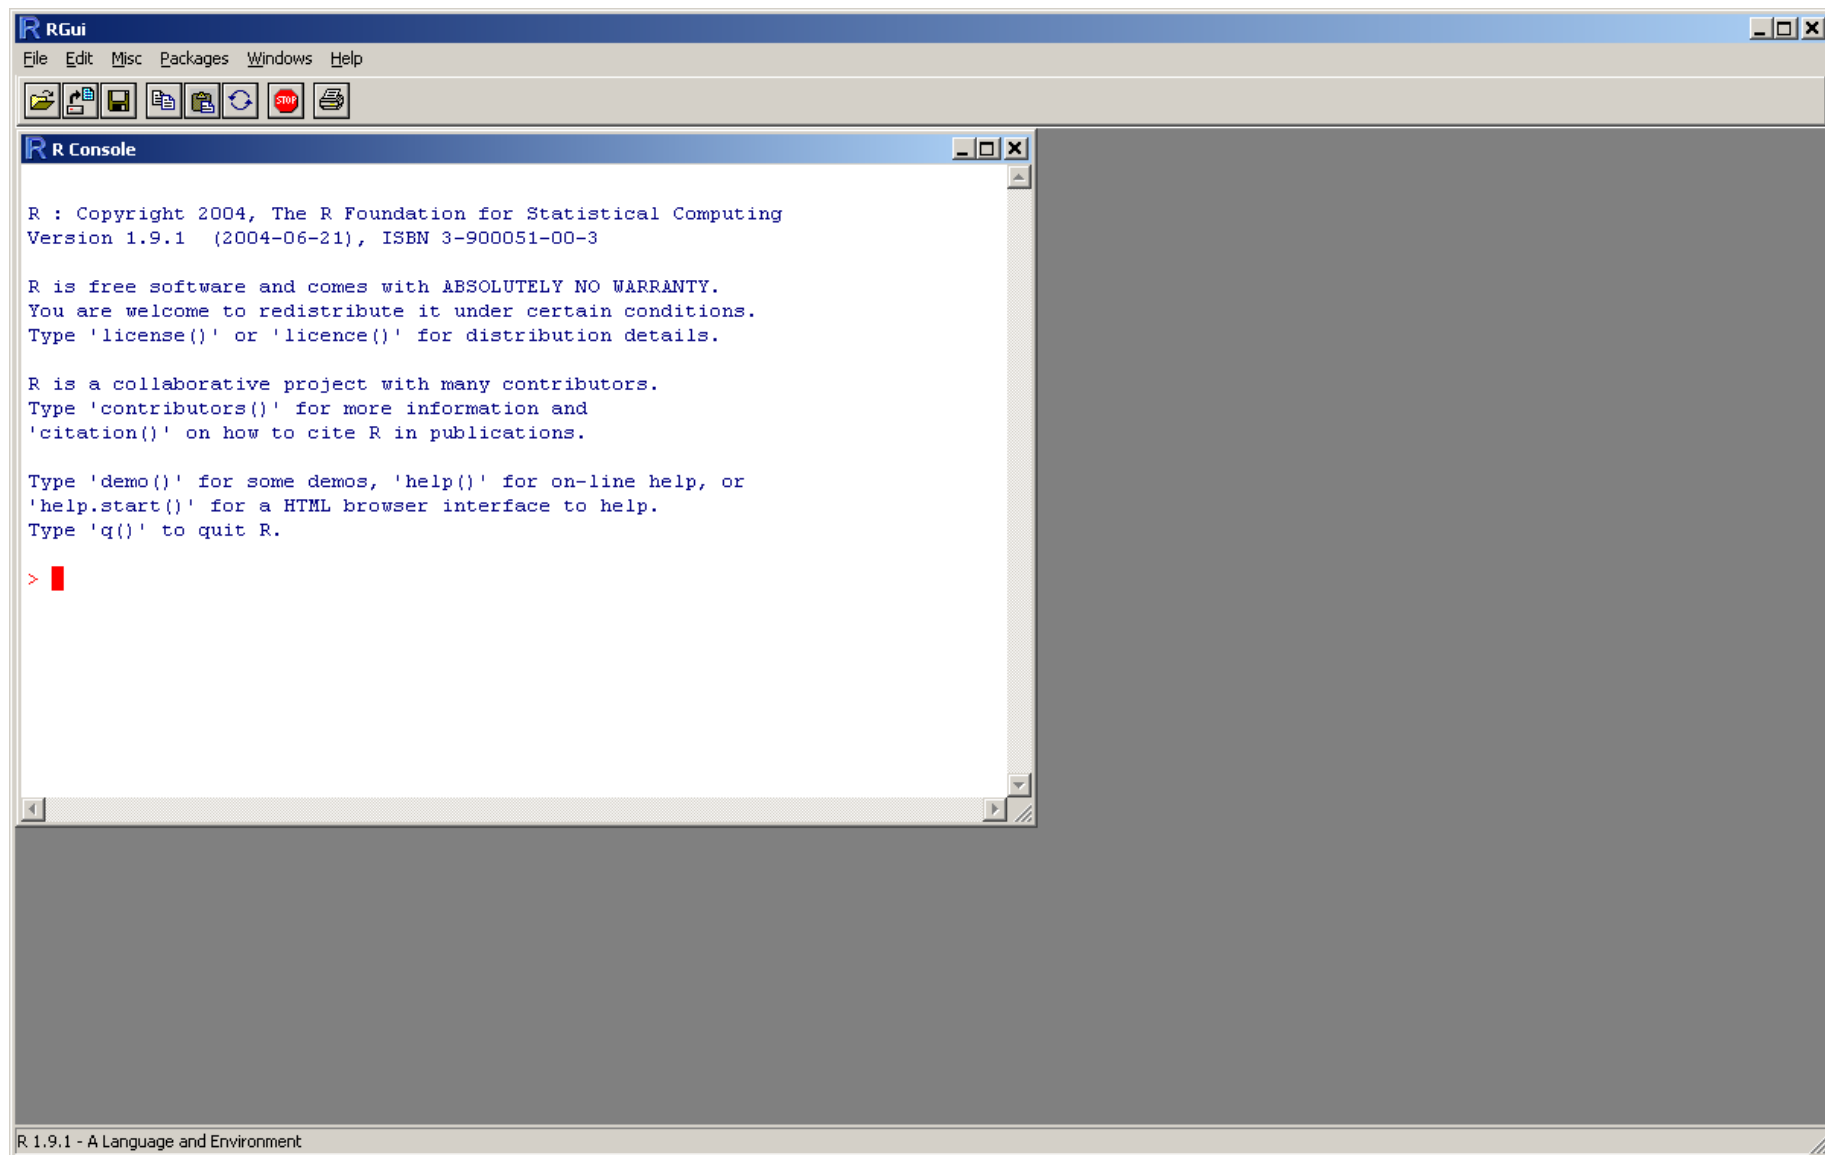 RGui
File Edit Misc Packages Windows Help
STOP
R Console
R : Copyright 2004, The R Foundation for Statistical Computing
Version 1.9.1  (2004-06-21), ISBN 3-900051-00-3
R is free software and comes with ABSOLUTELY NO WARRANTY.
You are welcome to redistribute it under certain conditions.
Type 'license()' or 'licence()' for distribution details.
R is a collaborative project with many contributors.
Type 'contributors()' for more information and
'citation()' on how to cite R in publications.
Type 'demo()' for some demos, 'help()' for on-line help, or
'help.start()' for a HTML browser interface to help.
Type 'q()' to quit R.
>
R 1.9.1 - A Language and Environment